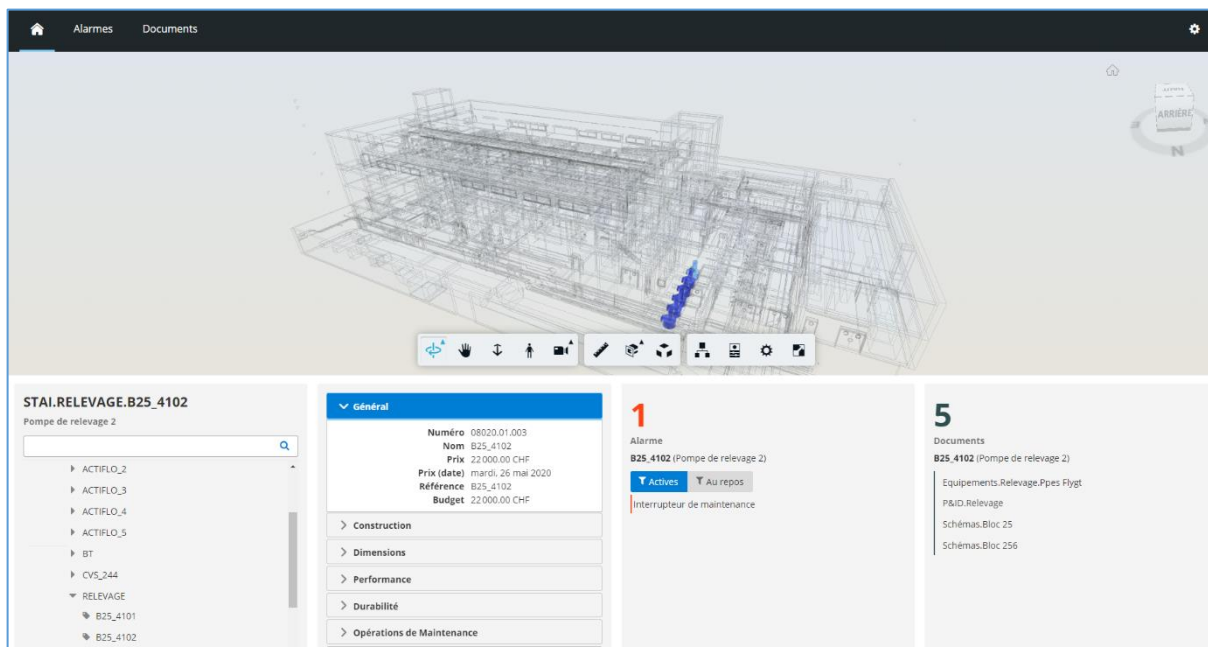 Alarmes Documents
ARRIÈRE
N
STAI.RELEVAGE.B25_4102
Pompe de relevage 2
ACTIFLO_2
ACTIFLO_3
ACTIFLO_4
ACTIFLO_5
BT
CVS_244
RELEVAGE
B25_4101
B25_4102
Général
Numéro 08020.01.003
Nom B25_4102
Prix 22 000.00 CHF
Prix (date) mardi, 26 mai 2020
Référence B25_4102
Budget 22 000.00 CHF
Construction
Dimensions
Performance
Durabilité
Opérations de Maintenance
1
Alarme
B25_4102 (Pompe de relevage 2)
Actives Au repos
Interrupteur de maintenance
5
Documents
B25_4102 (Pompe de relevage 2)
Equipements.Relevage.Ppes Flygt
P&ID.Relevage
Schémas.Bloc 25
Schémas.Bloc 256